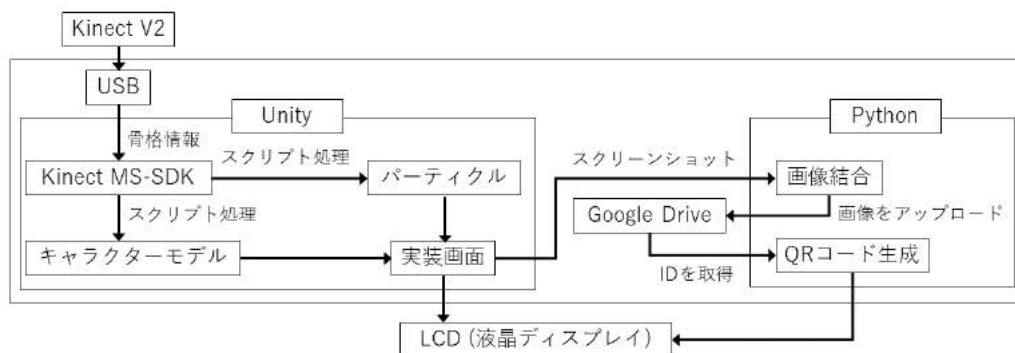 Kinect V2
USB
Unity
Python
骨格情報
スクリプト処理
スクリーンショット
Kinect MS-SDK
パーティクル
画像結合
スクリプト処理
Google Drive
画像をアップロード
キャラクターモデル
実装画面
IDを取得
QRコード生成
LCD (液晶ディスプレイ)